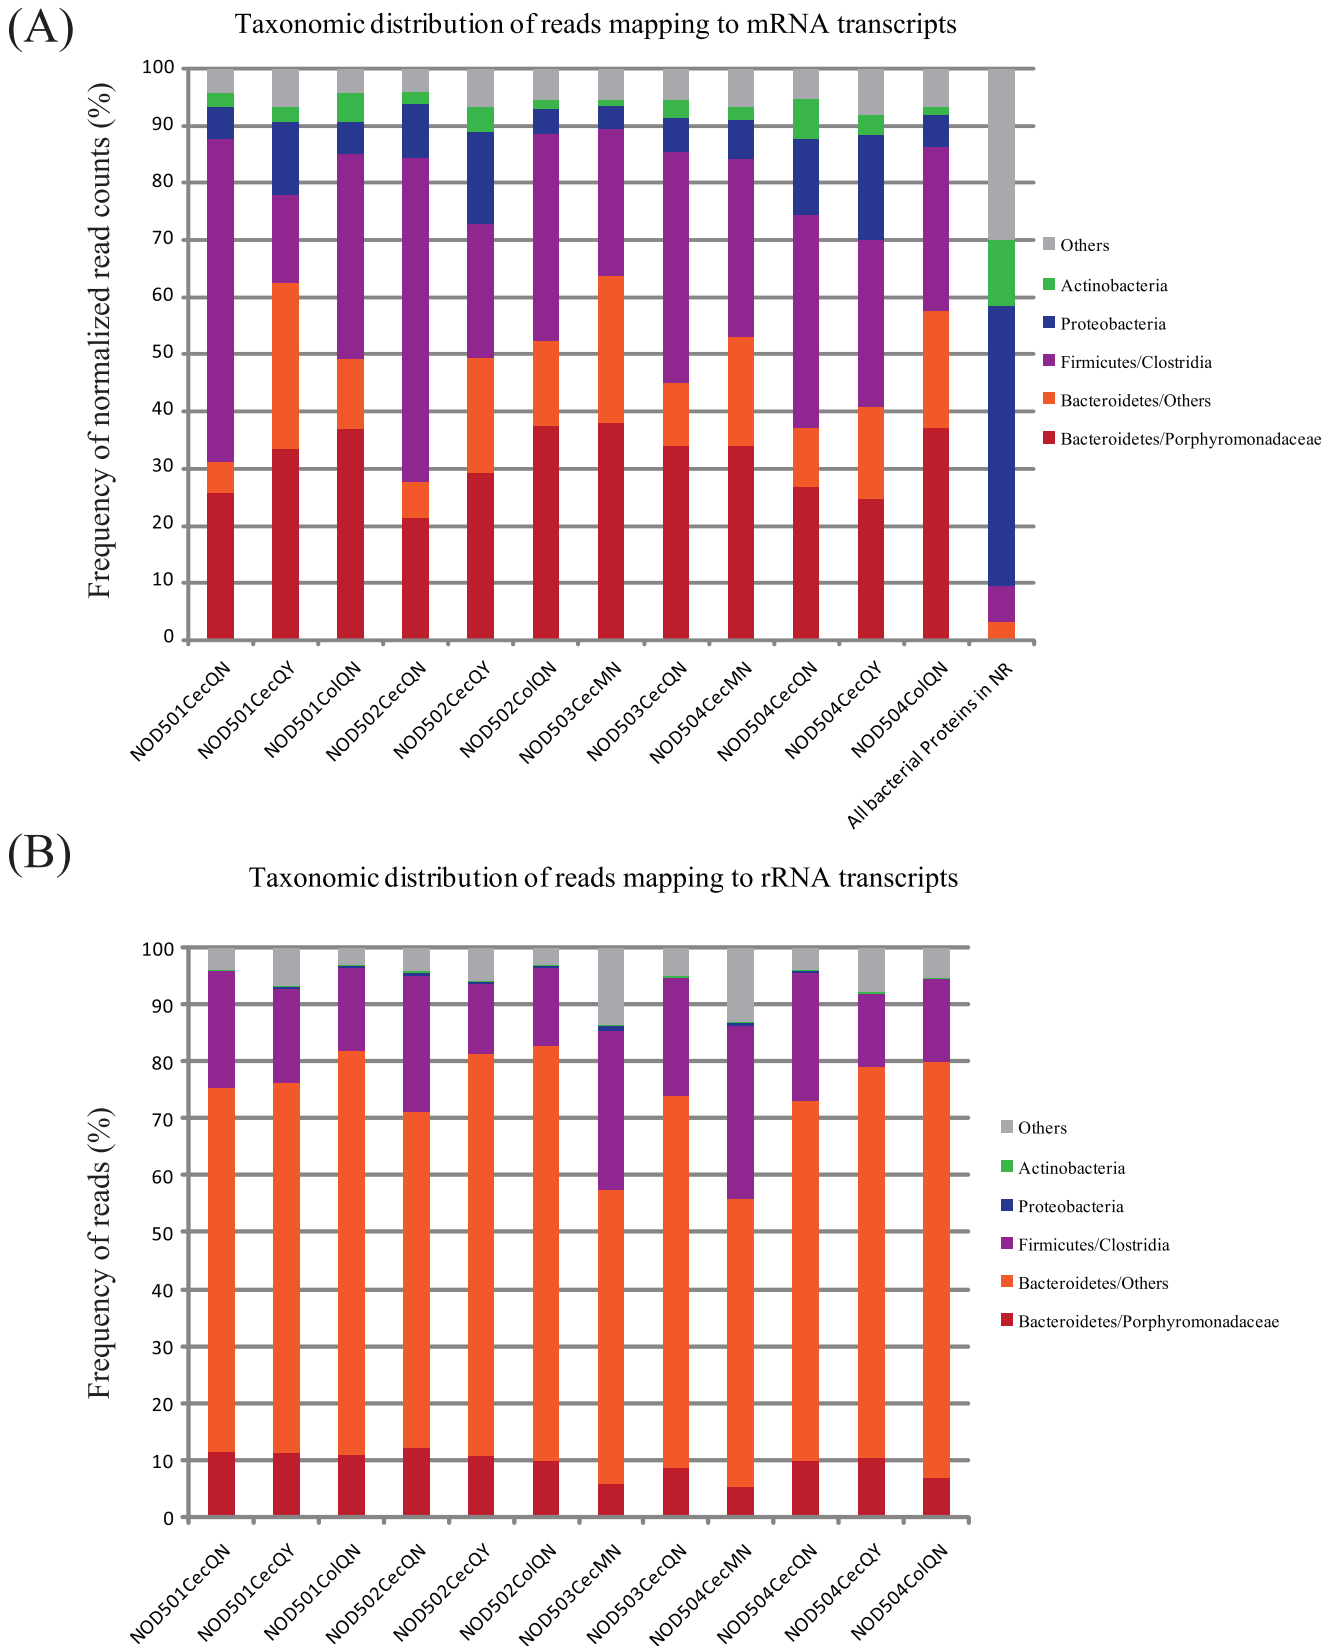 (A)
Taxonomic distribution of reads mapping to mRNA transcripts
Frequency of normalized read counts (%)
100
90
80
70
60
50
40
30
20
10
0
NOD501CecQN
NOD501CecQY
NOD501ColQN
NOD502CecQN
NOD502CecQY
NOD502ColQN
NOD503CecMN
NOD503CecQN
NOD504CecMN
NOD504CecQN
NOD504CecQY
NOD504ColQN
All bacterial Proteins in NR
Others
Actinobacteria
Proteobacteria
Firmicutes/Clostridia
Bacteroidetes/Others
Bacteroidetes/Porphyromonadaceae
(B)
Taxonomic distribution of reads mapping to rRNA transcripts
Frequency of reads (%)
100
90
80
70
60
50
40
30
20
10
0
NOD501CecQN
NOD501CecQY
NOD501ColQN
NOD502CecQN
NOD502CecQY
NOD502ColQN
NOD503CecMN
NOD503CecQN
NOD504CecMN
NOD504CecQN
NOD504CecQY
NOD504ColQN
Others
Actinobacteria
Proteobacteria
Firmicutes/Clostridia
Bacteroidetes/Others
Bacteroidetes/Porphyromonadaceae